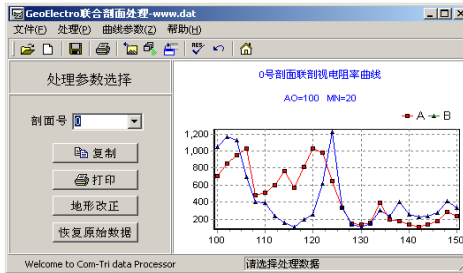 GeoElectro联合剖面处理-www.dat
文件(F) 处理(P) 曲线参数(Z) 帮助(H)
RES
处理参数选择
剖面号 0
复制
打印
地形改正
恢复原始数据
0号剖面联剖视电阻率曲线
AO=100 MN=20
A B
1,200
1,000
800
600
400
200
100 110 120 130 140 150
Welcome to Com-Tri data Processor 请选择处理数据